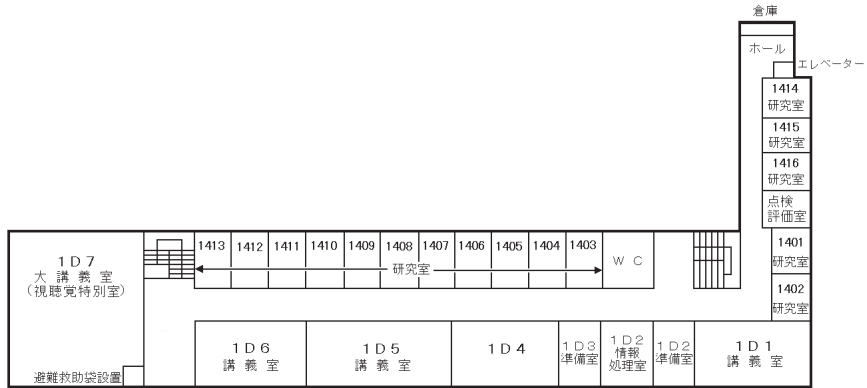 倉庫
ホール
エレベーター
1414
研究室
1415
研究室
1416
研究室
点検
評価室
1401
研究室
1402
研究室
1D7
大講義室
(視聴覚特別室)
1413 1412 1411 1410 1409 1408 1407 1406 1405 1404 1403
研究室
WC
避難救助袋設置
1D6
講義室
1D5
講義室
1D4
1D3
準備室
1D2
情報
処理室
1D2
準備室
1D1
講義室